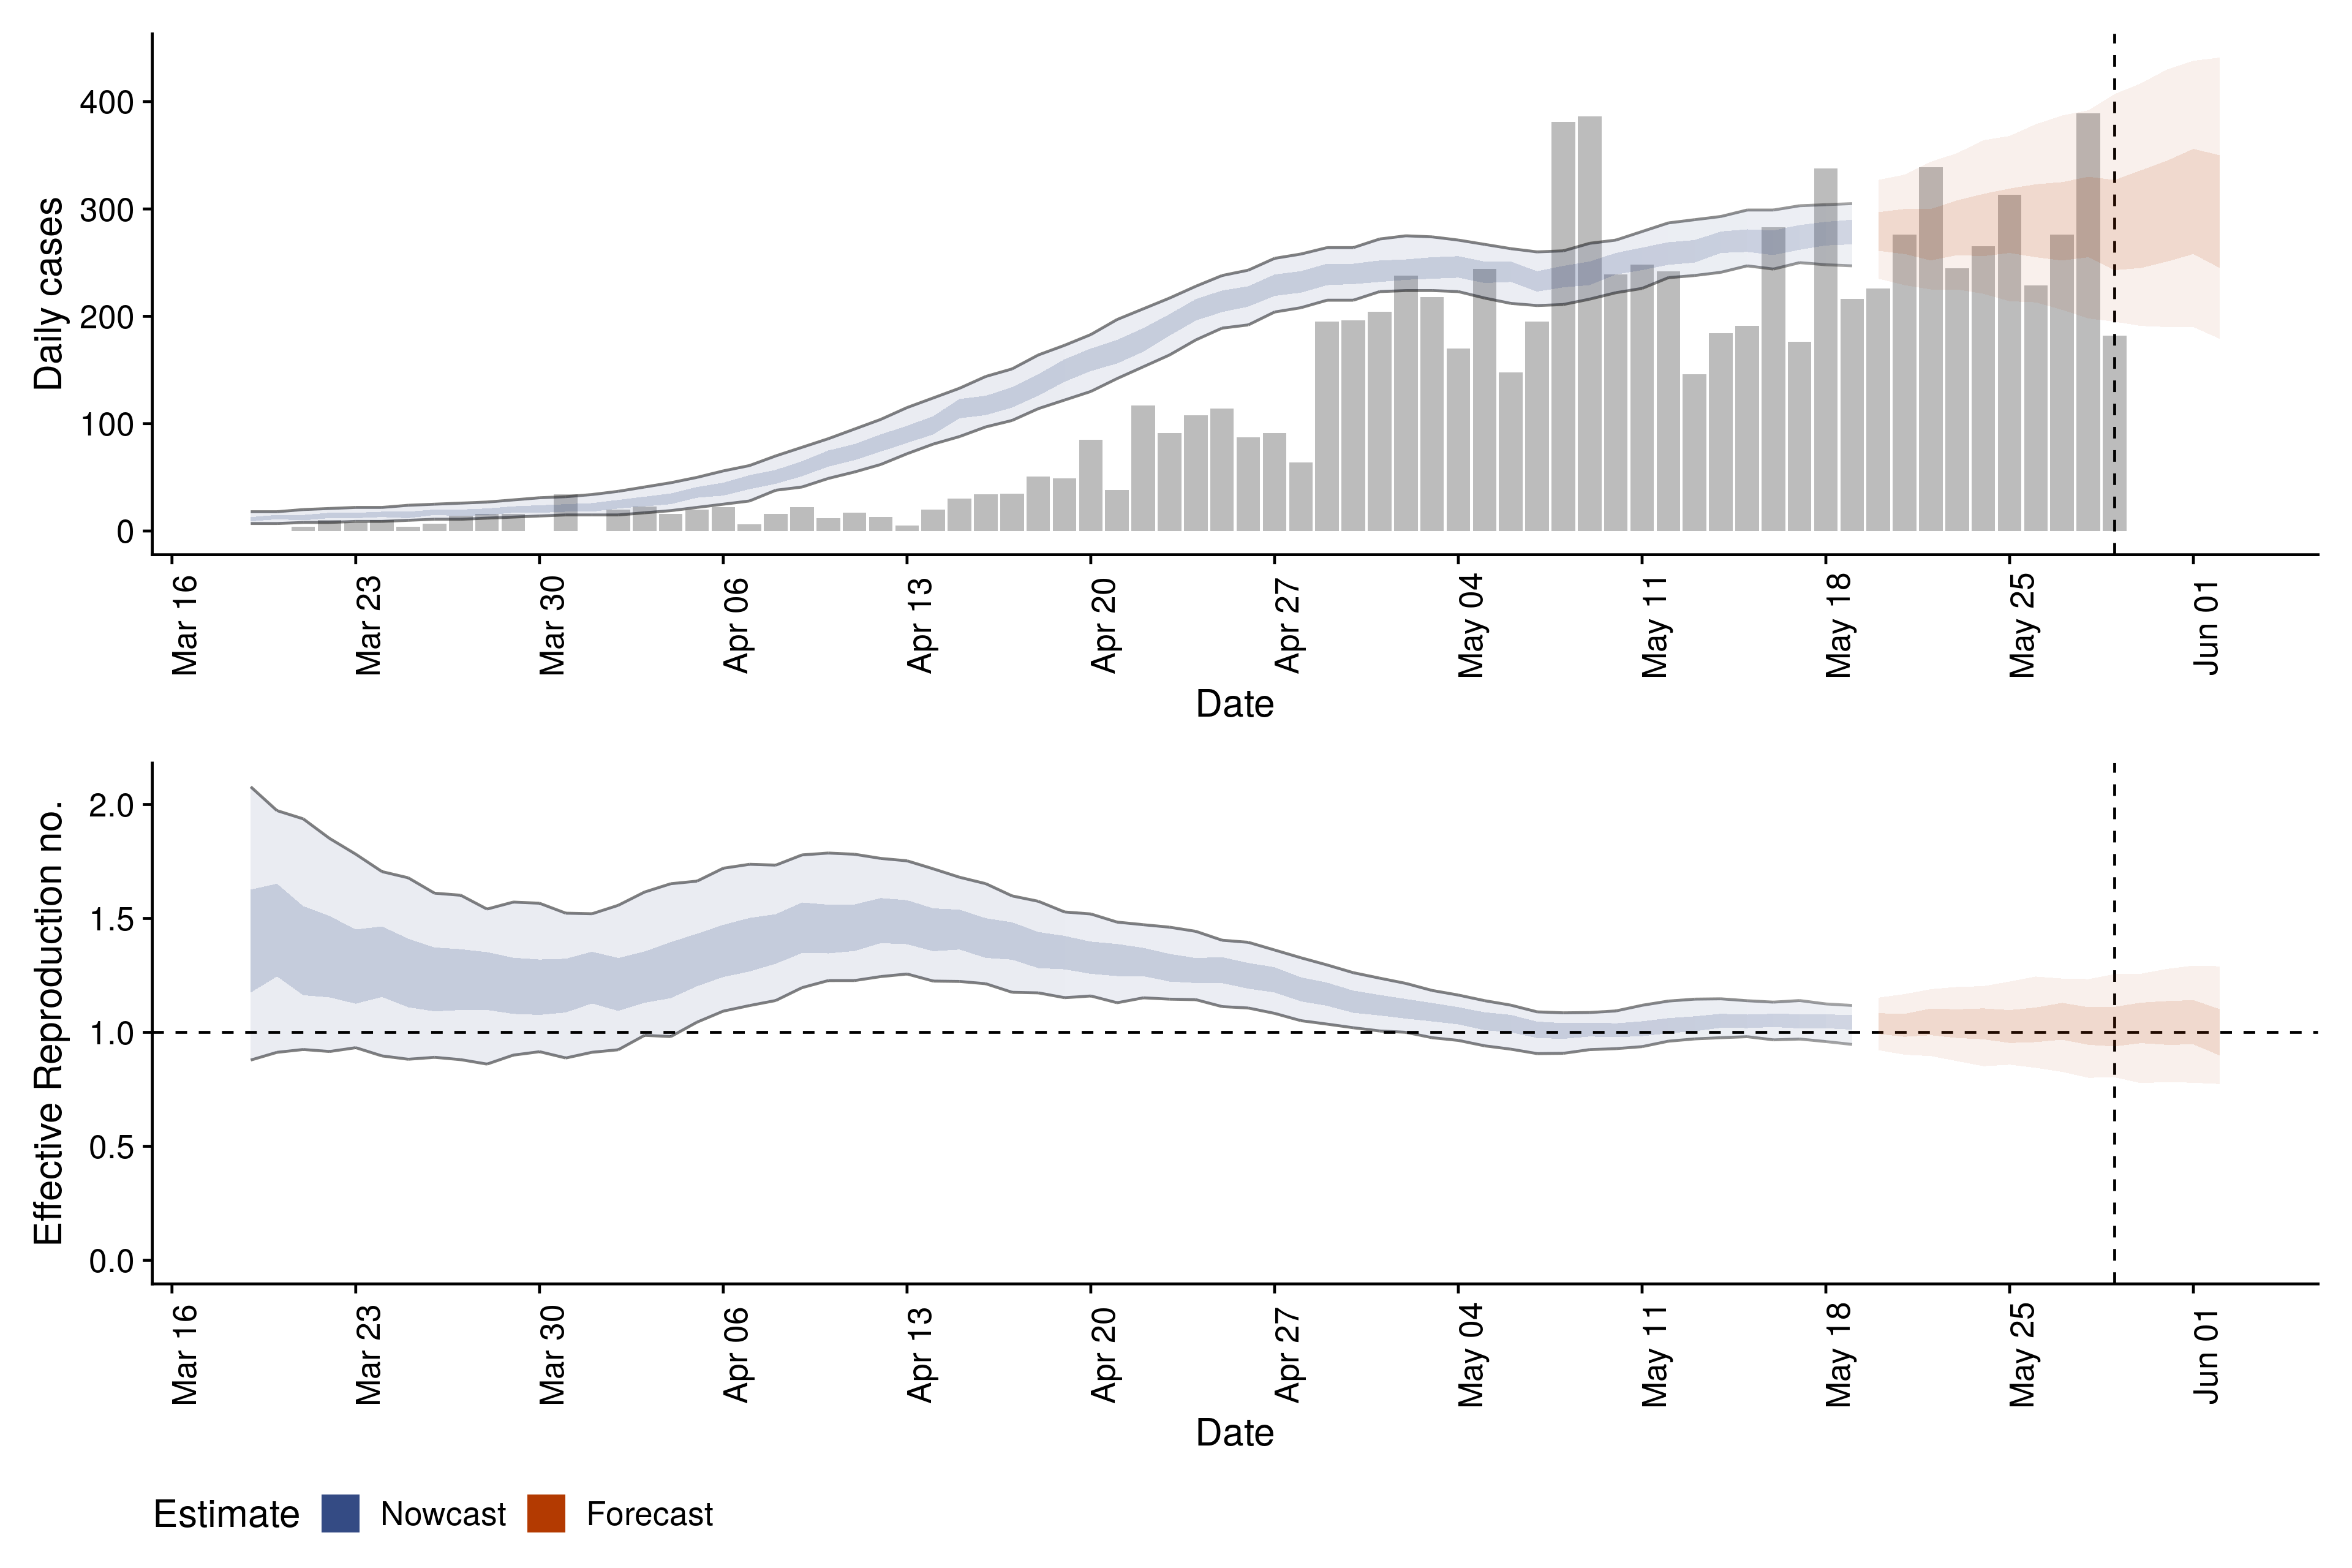 Daily cases
400
300
200
100
0
Mar 16
Mar 23
Mar 30
Apr 06
Apr 13
Apr 20
Apr 27
May 04
May 11
May 18
May 25
Jun 01
Date
Effective Reproduction no.
2.0
1.5
1.0
0.5
0.0
Mar 16
Mar 23
Mar 30
Apr 06
Apr 13
Apr 20
Apr 27
May 04
May 11
May 18
May 25
Jun 01
Date
Estimate Nowcast Forecast